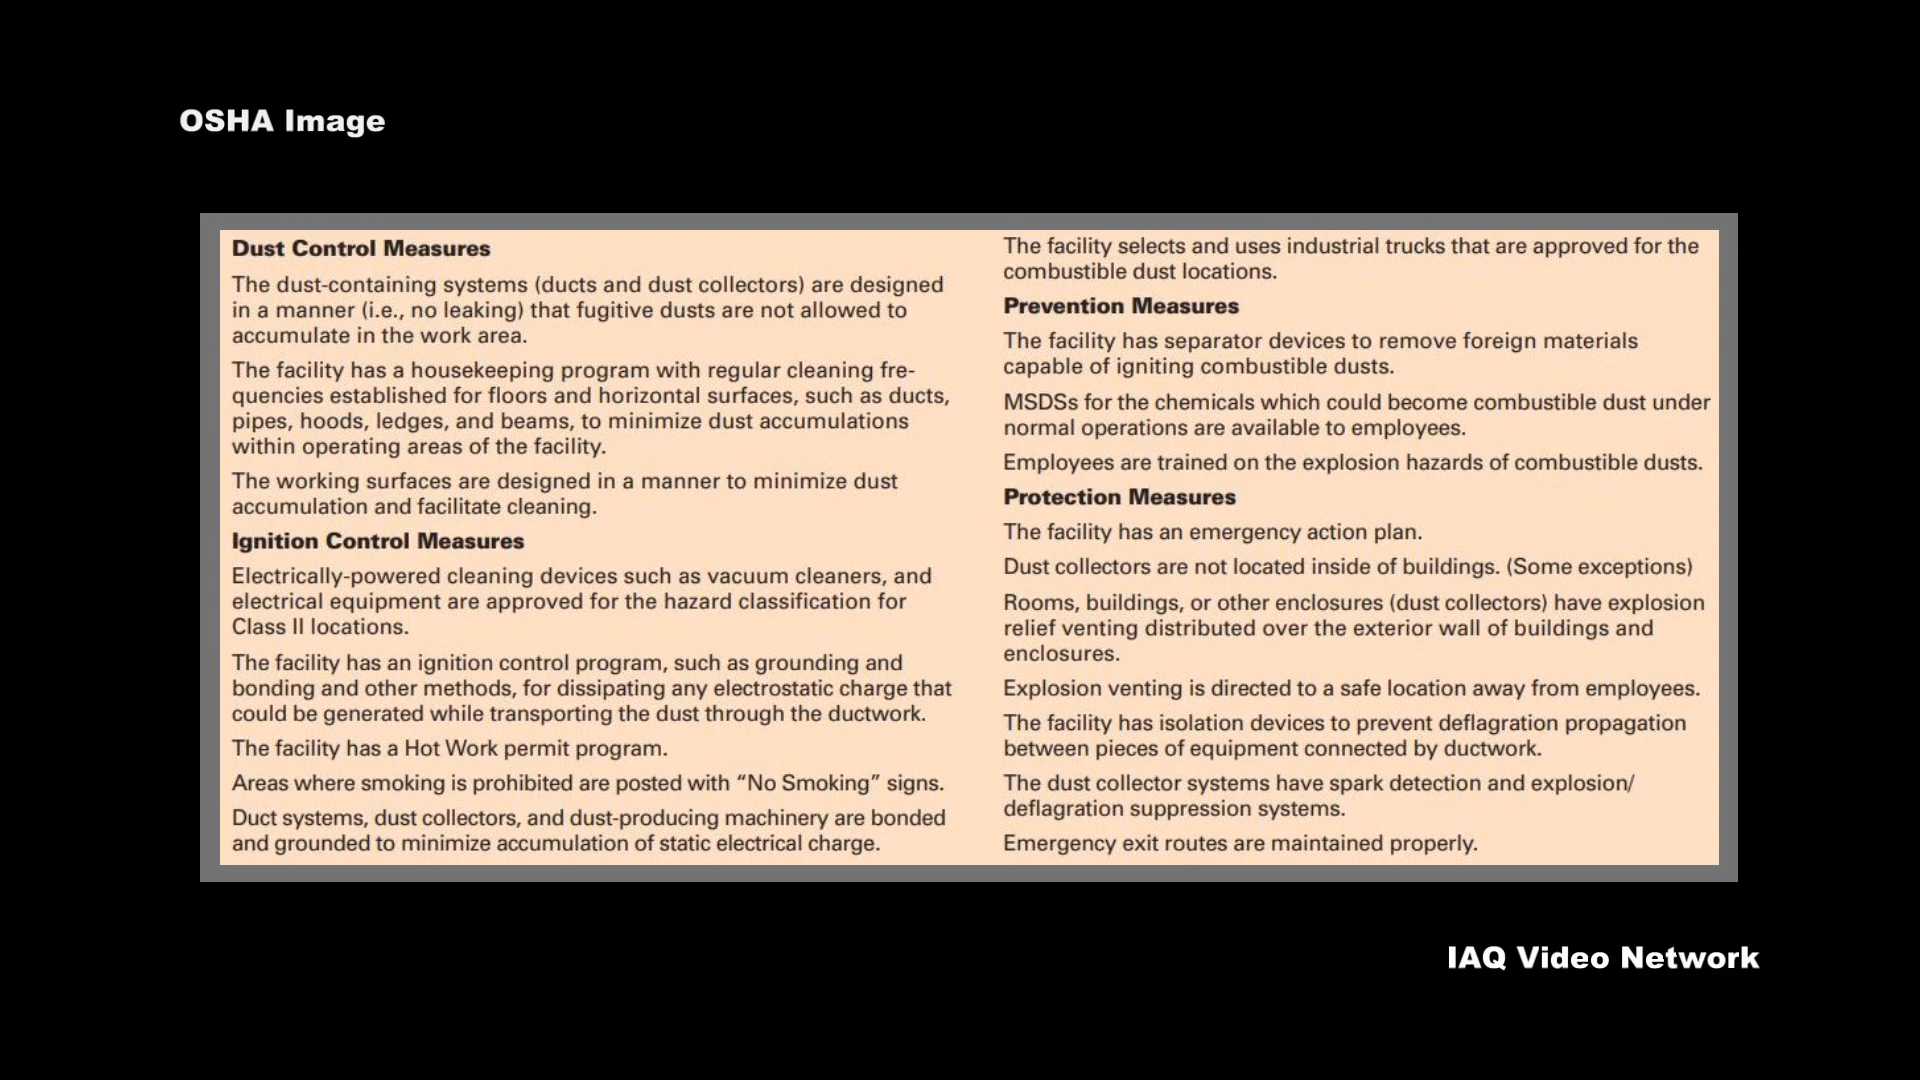 OSHA Image
Dust Control Measures
The dust-containing systems (ducts and dust collectors) are designed
in a manner (i.e., no leaking) that fugitive dusts are not allowed to
accumulate in the work area.
The facility has a housekeeping program with regular cleaning fre-
quencies established for floors and horizontal surfaces, such as ducts,
pipes, hoods, ledges, and beams, to minimize dust accumulations
within operating areas of the facility.
The working surfaces are designed in a manner to minimize dust
accumulation and facilitate cleaning.
Ignition Control Measures
Electrically-powered cleaning devices such as vacuum cleaners, and
electrical equipment are approved for the hazard classification for
Class II locations.
The facility has an ignition control program, such as grounding and
bonding and other methods, for dissipating any electrostatic charge that
could be generated while transporting the dust through the ductwork.
The facility has a Hot Work permit program.
Areas where smoking is prohibited are posted with “No Smoking” signs.
Duct systems, dust collectors, and dust-producing machinery are bonded
and grounded to minimize accumulation of static electrical charge.
The facility selects and uses industrial trucks that are approved for the
combustible dust locations.
Prevention Measures
The facility has separator devices to remove foreign materials
capable of igniting combustible dusts.
MSDSs for the chemicals which could become combustible dust under
normal operations are available to employees.
Employees are trained on the explosion hazards of combustible dusts.
Protection Measures
The facility has an emergency action plan.
Dust collectors are not located inside of buildings. (Some exceptions)
Rooms, buildings, or other enclosures (dust collectors) have explosion
relief venting distributed over the exterior wall of buildings and
enclosures.
Explosion venting is directed to a safe location away from employees.
The facility has isolation devices to prevent deflagration propagation
between pieces of equipment connected by ductwork.
The dust collector systems have spark detection and explosion/
deflagration suppression systems.
Emergency exit routes are maintained properly.
IAQ Video Network